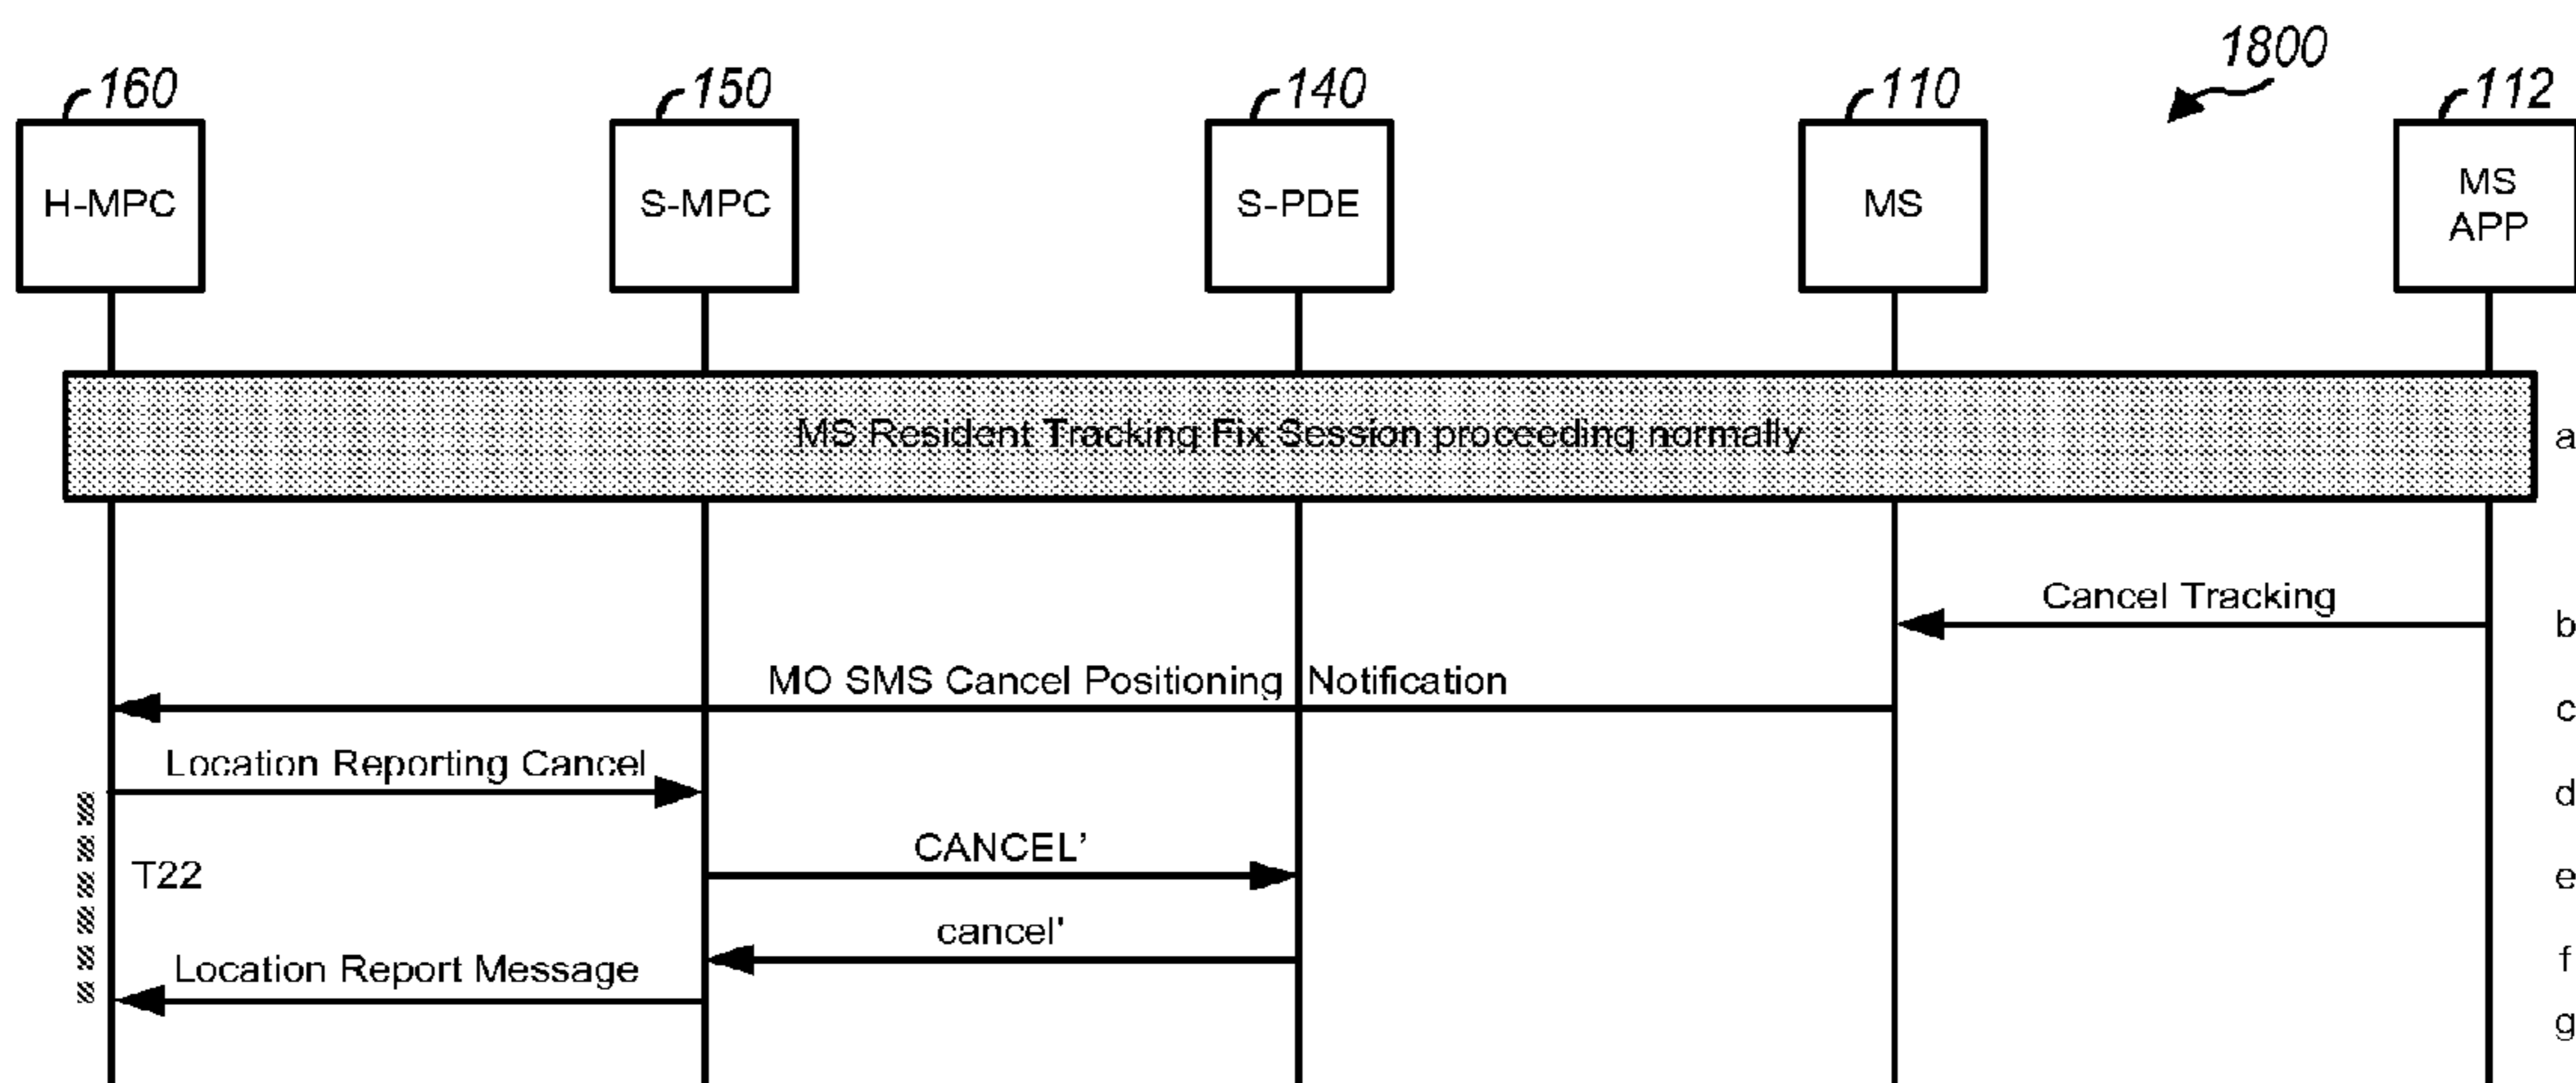 1800
160
150
140
110
112
H-MPC
S-MPC
S-PDE
MS
MS
APP
MS Resident Tracking Fix Session proceeding normally
a
Cancel Tracking
b
MO SMS Cancel Positioning Notification
c
Location Reporting Cancel
d
CANCEL’
T22
e
cancel'
f
Location Report Message
g